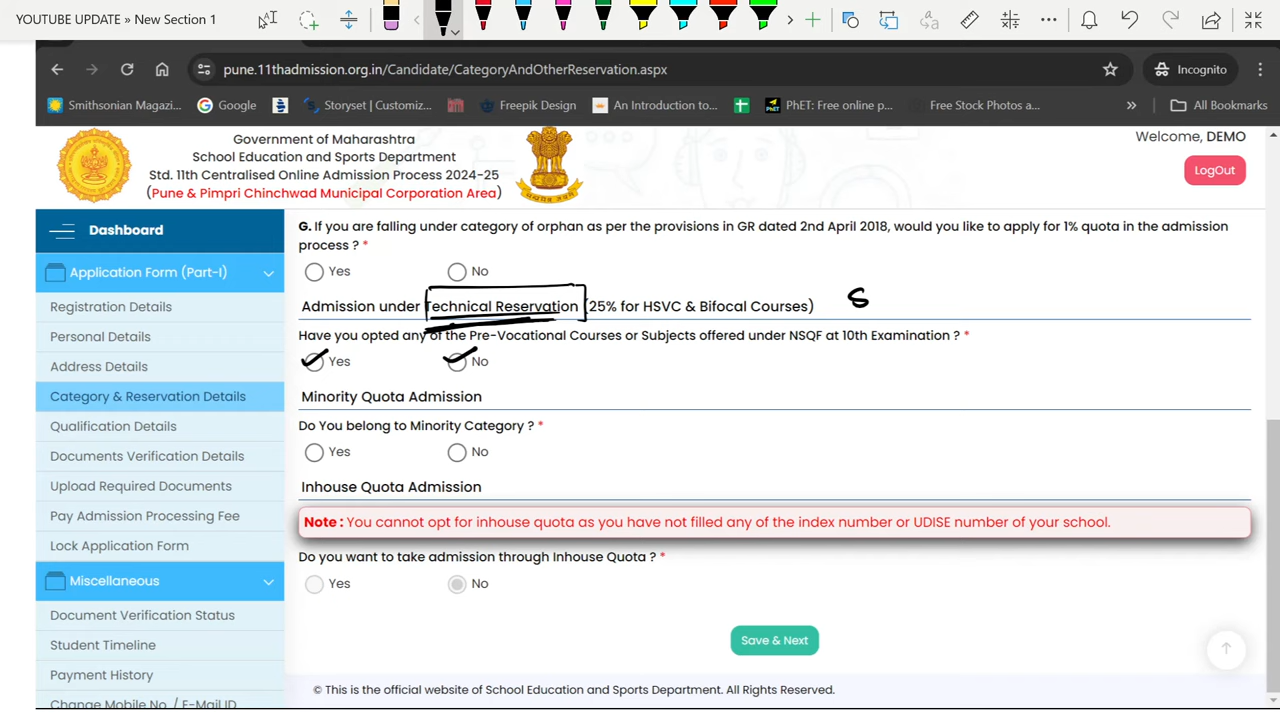 YOUTUBE UPDATE » New Section 1
pune.11thadmission.org.in/Candidate/CategoryAndOtherReservation.aspx
Incognito
Smithsonian Magazi...
Google
Storyset | Customiz...
Freepik Design
An Introduction to...
PhET: Free online p...
Free Stock Photos a...
All Bookmarks
Government of Maharashtra
School Education and Sports Department
Std. 11th Centralised Online Admission Process 2024-25
(Pune & Pimpri Chinchwad Municipal Corporation Area)
Welcome, DEMO
LogOut
Dashboard
Application Form (Part-I)
Registration Details
Personal Details
Address Details
Category & Reservation Details
Qualification Details
Documents Verification Details
Upload Required Documents
Pay Admission Processing Fee
Lock Application Form
Miscellaneous
Document Verification Status
Student Timeline
Payment History
Change Mobile No. / E-Mail ID
G. If you are falling under category of orphan as per the provisions in GR dated 2nd April 2018, would you like to apply for 1% quota in the admission
process ? *
Yes No
Admission under Technical Reservation (25% for HSVC & Bifocal Courses) S
Have you opted any of the Pre-Vocational Courses or Subjects offered under NSQF at 10th Examination ? *
Yes No
Minority Quota Admission
Do You belong to Minority Category ? *
Yes No
Inhouse Quota Admission
Note : You cannot opt for inhouse quota as you have not filled any of the index number or UDISE number of your school.
Do you want to take admission through Inhouse Quota ? *
Yes No
Save & Next
© This is the official website of School Education and Sports Department. All Rights Reserved.